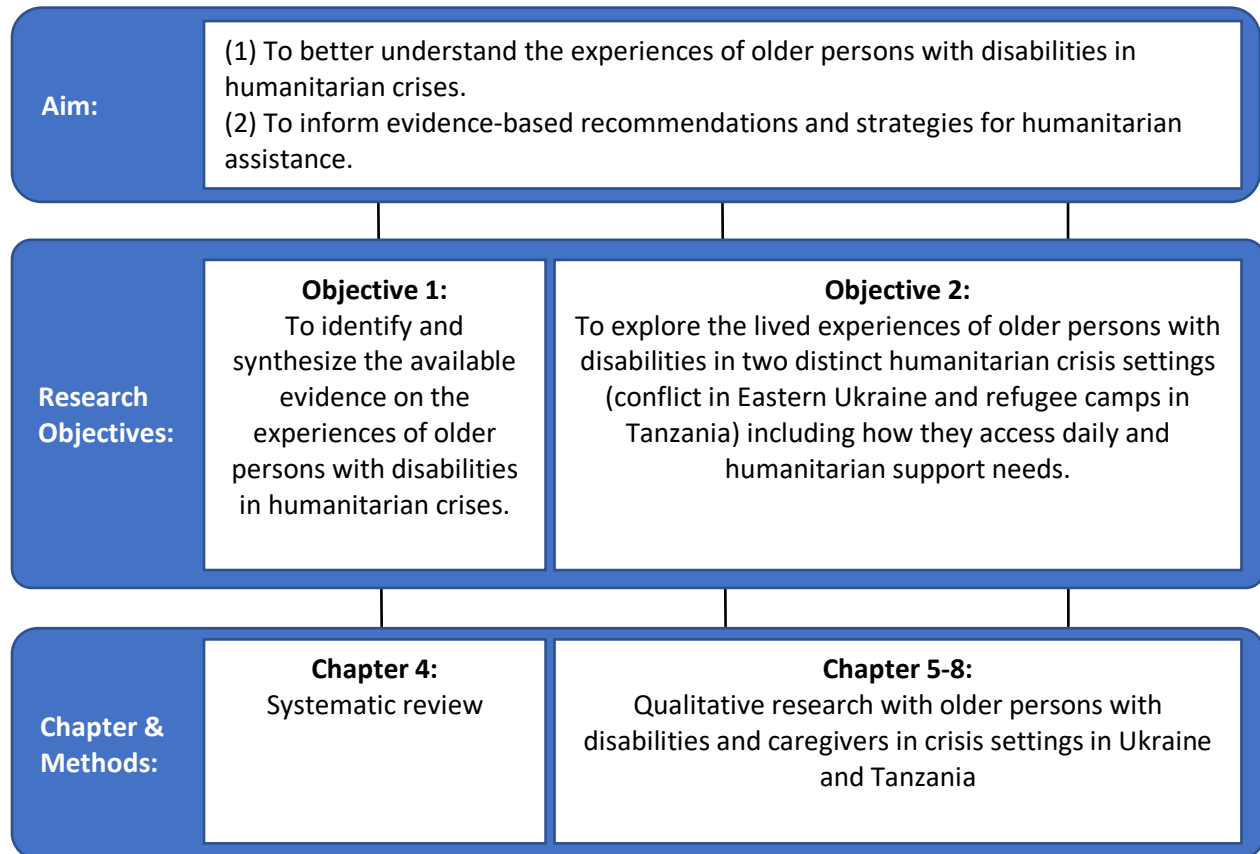 Aim:
(1) To better understand the experiences of older persons with disabilities in
humanitarian crises.
(2) To inform evidence-based recommendations and strategies for humanitarian
assistance.
Research
Objectives:
Objective 1:
To identify and
synthesize the available
evidence on the
experiences of older
persons with disabilities
in humanitarian crises.
Objective 2:
To explore the lived experiences of older persons with
disabilities in two distinct humanitarian crisis settings
(conflict in Eastern Ukraine and refugee camps in
Tanzania) including how they access daily and
humanitarian support needs.
Chapter &
Methods:
Chapter 4:
Systematic review
Chapter 5-8:
Qualitative research with older persons with
disabilities and caregivers in crisis settings in Ukraine
and Tanzania